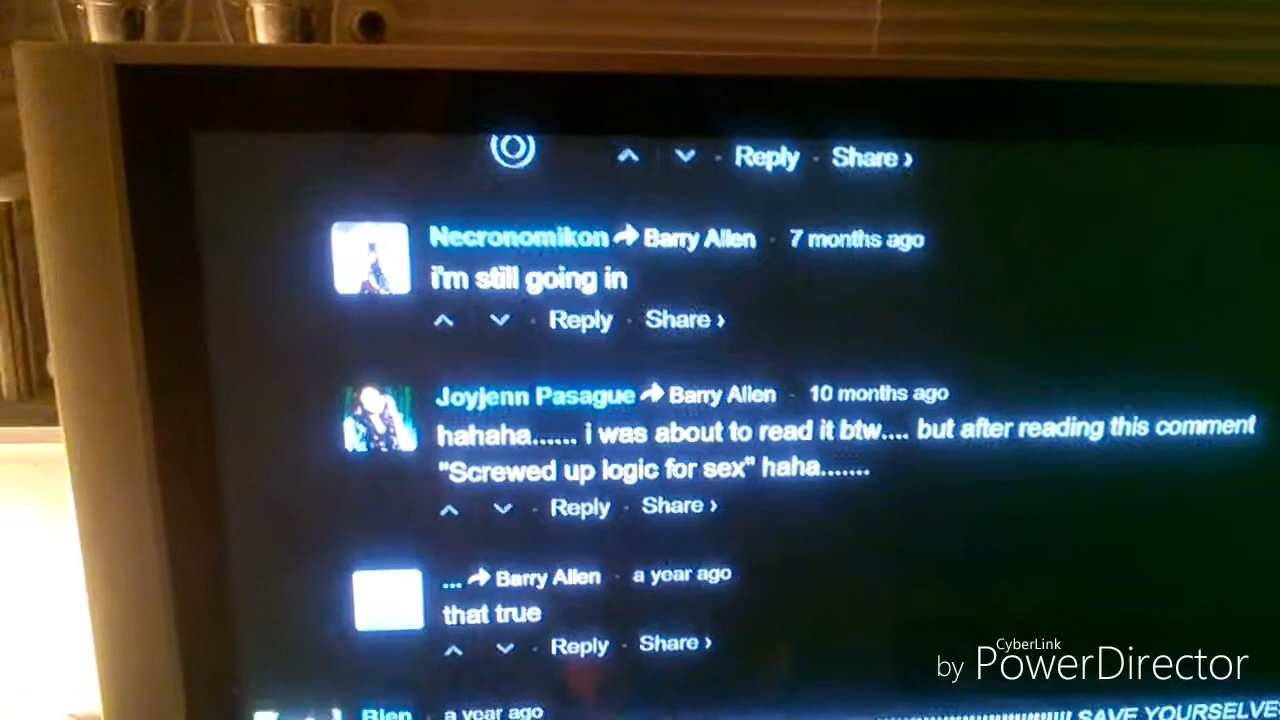 Reply · Share ›
Necronomikon Barry Allen · 7 months ago
i'm still going in
· Reply · Share ›
Joyjenn Pasague Barry Allen · 10 months ago
hahaha...... i was about to read it btw.... but after reading this comment
"Screwed up logic for sex" haha.......
· Reply · Share ›
... Barry Allen · a year ago
that true
· Reply · Share ›
a year ago
SAVE YOURSELVE
CyberLink
by PowerDirector